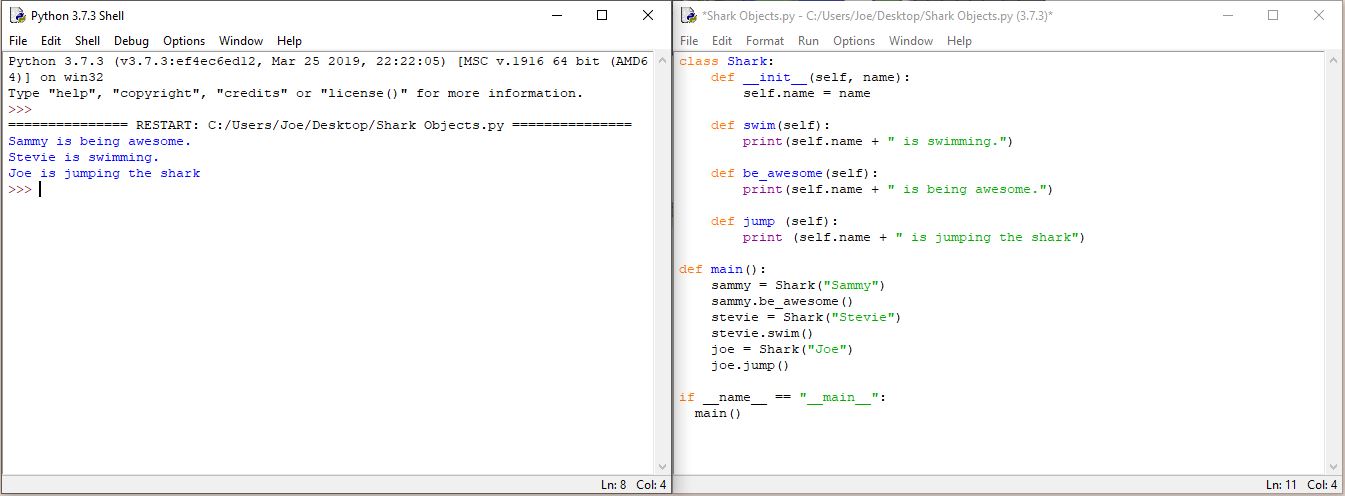 Python 3.7.3 Shell
File Edit Shell Debug Options Window Help
Python 3.7.3 (v3.7.3:ef4ec6ed12, Mar 25 2019, 22:22:05) [MSC v.1916 64 bit (AMD6
4)] on win32
Type "help", "copyright", "credits" or "license()" for more information.
>>>
=============== RESTART: C:/Users/Joe/Desktop/Shark Objects.py ===============
Sammy is being awesome.
Stevie is swimming.
Joe is jumping the shark
>>>
Ln: 8 Col: 4
*Shark Objects.py - C:/Users/Joe/Desktop/Shark Objects.py (3.7.3)*
File Edit Format Run Options Window Help
class Shark:
    def __init__(self, name):
        self.name = name

    def swim(self):
        print(self.name + " is swimming.")

    def be_awesome(self):
        print(self.name + " is being awesome.")

    def jump (self):
        print (self.name + " is jumping the shark")

def main():
    sammy = Shark("Sammy")
    sammy.be_awesome()
    stevie = Shark("Stevie")
    stevie.swim()
    joe = Shark("Joe")
    joe.jump()

if __name__ == "__main__":
  main()
Ln: 11 Col: 4